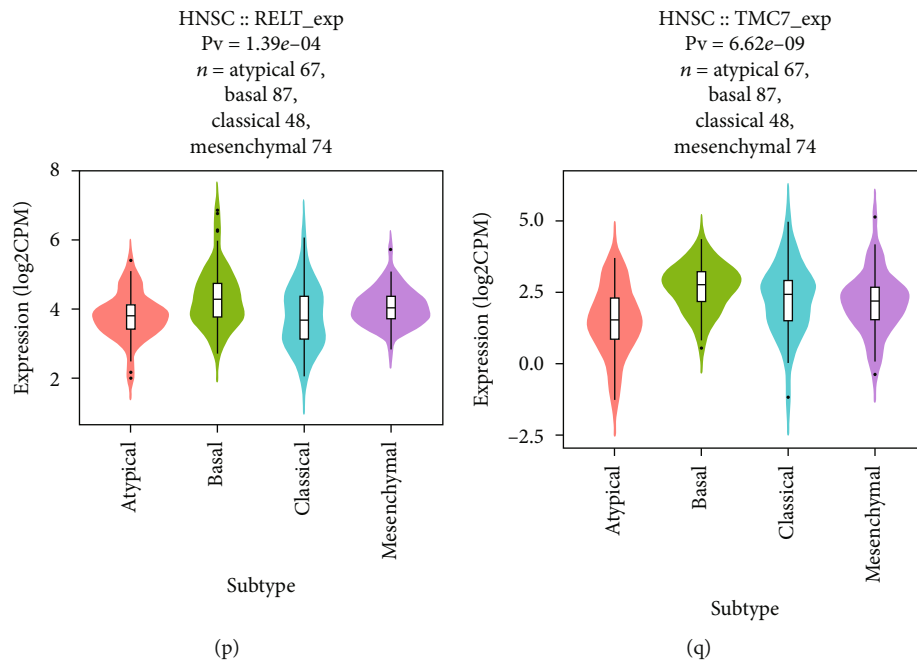 HNSC :: RELT_exp
Pv = 1.39e–04
n = atypical 67,
basal 87,
classical 48,
mesenchymal 74
8
6
4
2
Expression (log2CPM)
Atypical
Basal
Classical
Mesenchymal
Subtype
(p)
HNSC :: TMC7_exp
Pv = 6.62e–09
n = atypical 67,
basal 87,
classical 48,
mesenchymal 74
5.0
2.5
0.0
–2.5
Expression (log2CPM)
Atypical
Basal
Classical
Mesenchymal
Subtype
(q)